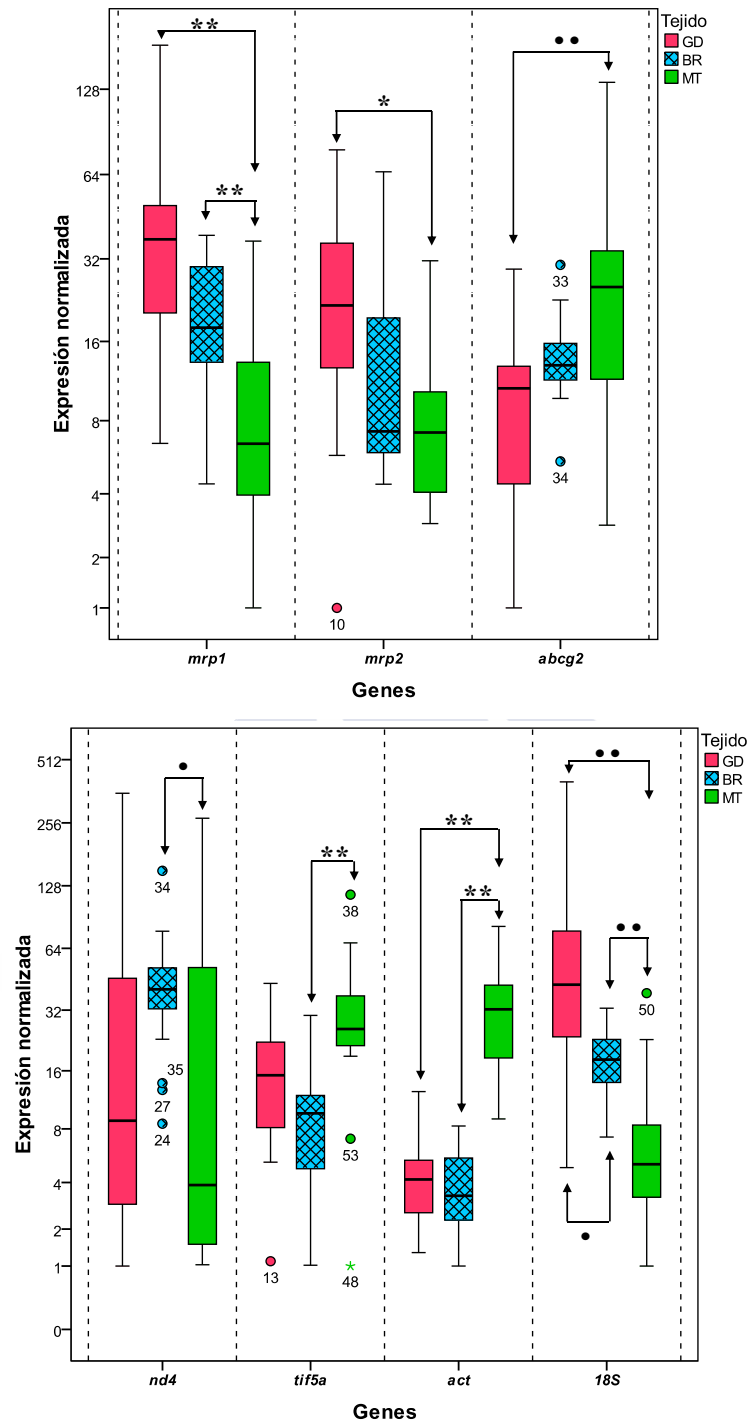 Tejido
GD
BR
MT
** ** * ●●
128
64
32
16
8
4
2
1
33
34
10
Expresión normalizada
mrp1 mrp2 abcg2
Genes
Tejido
GD
BR
MT
● ** ** ** ●● ●● ●
512
256
128
64
32
16
8
4
2
1
0
34
35
27
24
13
38
53
48
50
Expresión normalizada
nd4 tif5a act 18S
Genes